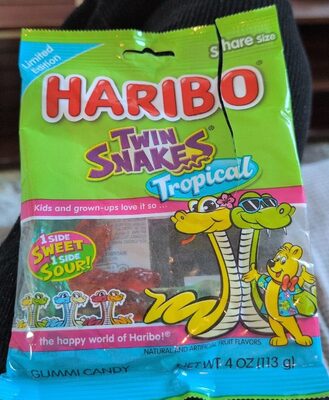 Limited
Edition
Share Size
HARIBO®
TWIN
SNAKES®
Tropical
Kids and grown-ups love it so ...
1 SIDE
SWEET
1 SIDE
SOUR!
... the happy world of Haribo!®
NATURAL AND ARTIFICIAL FRUIT FLAVORS
GUMMI CANDY
NET WT. 4 OZ (113 g)